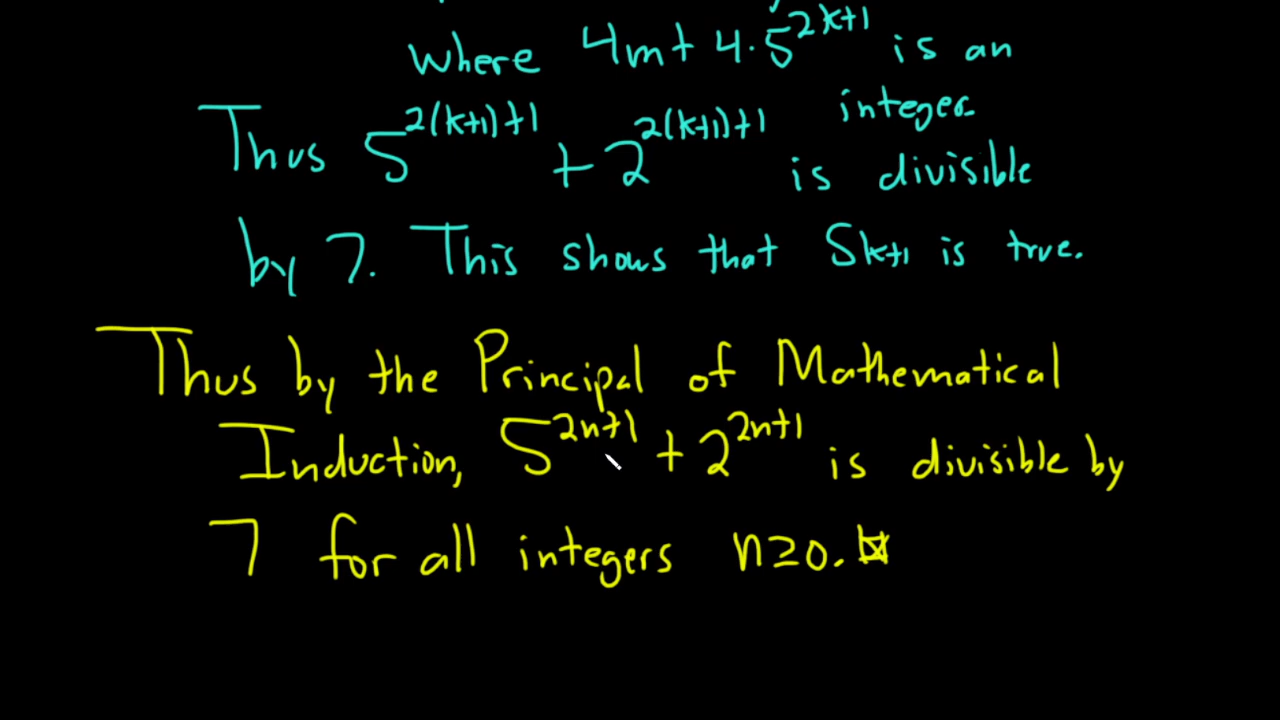 where 4m + 4·5^{2k+1} is an
integer.
Thus 5^{2(k+1)+1} + 2^{2(k+1)+1} is divisible
by 7. This shows that S_{k+1} is true.
Thus by the Principal of Mathematical
Induction, 5^{2n+1} + 2^{2n+1} is divisible by
7 for all integers n≥0.